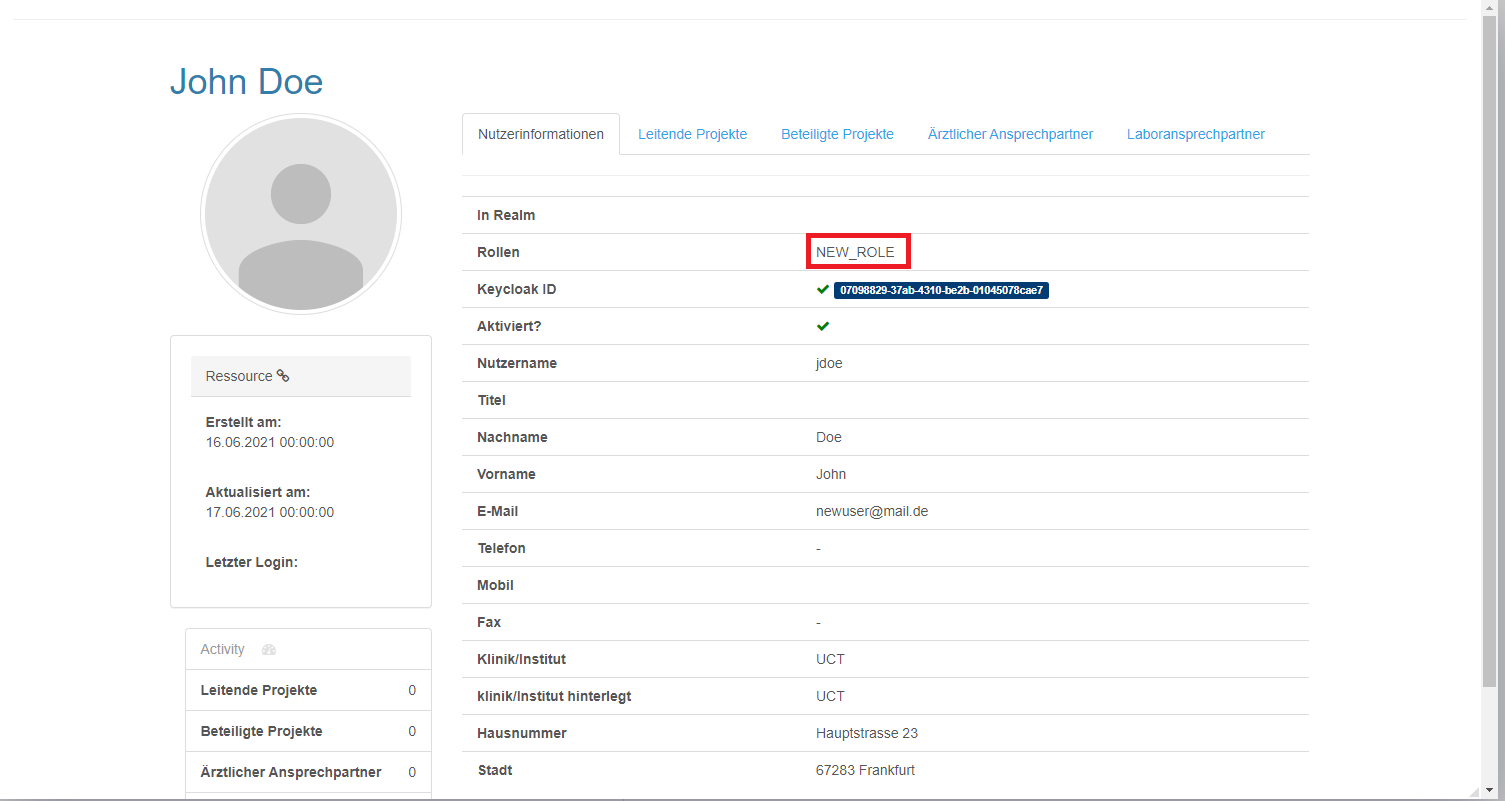 John Doe
Nutzerinformationen Leitende Projekte Beteiligte Projekte Ärztlicher Ansprechpartner Laboransprechpartner
In Realm
Rollen NEW_ROLE
Keycloak ID 07098829-37ab-4310-be2b-01045078cae7
Aktiviert?
Nutzername jdoe
Titel
Nachname Doe
Vorname John
E-Mail newuser@mail.de
Telefon -
Mobil
Fax -
Klinik/Institut UCT
klinik/Institut hinterlegt UCT
Hausnummer Hauptstrasse 23
Stadt 67283 Frankfurt
Ressource
Erstellt am:
16.06.2021 00:00:00
Aktualisiert am:
17.06.2021 00:00:00
Letzter Login:
Activity
Leitende Projekte 0
Beteiligte Projekte 0
Ärztlicher Ansprechpartner 0